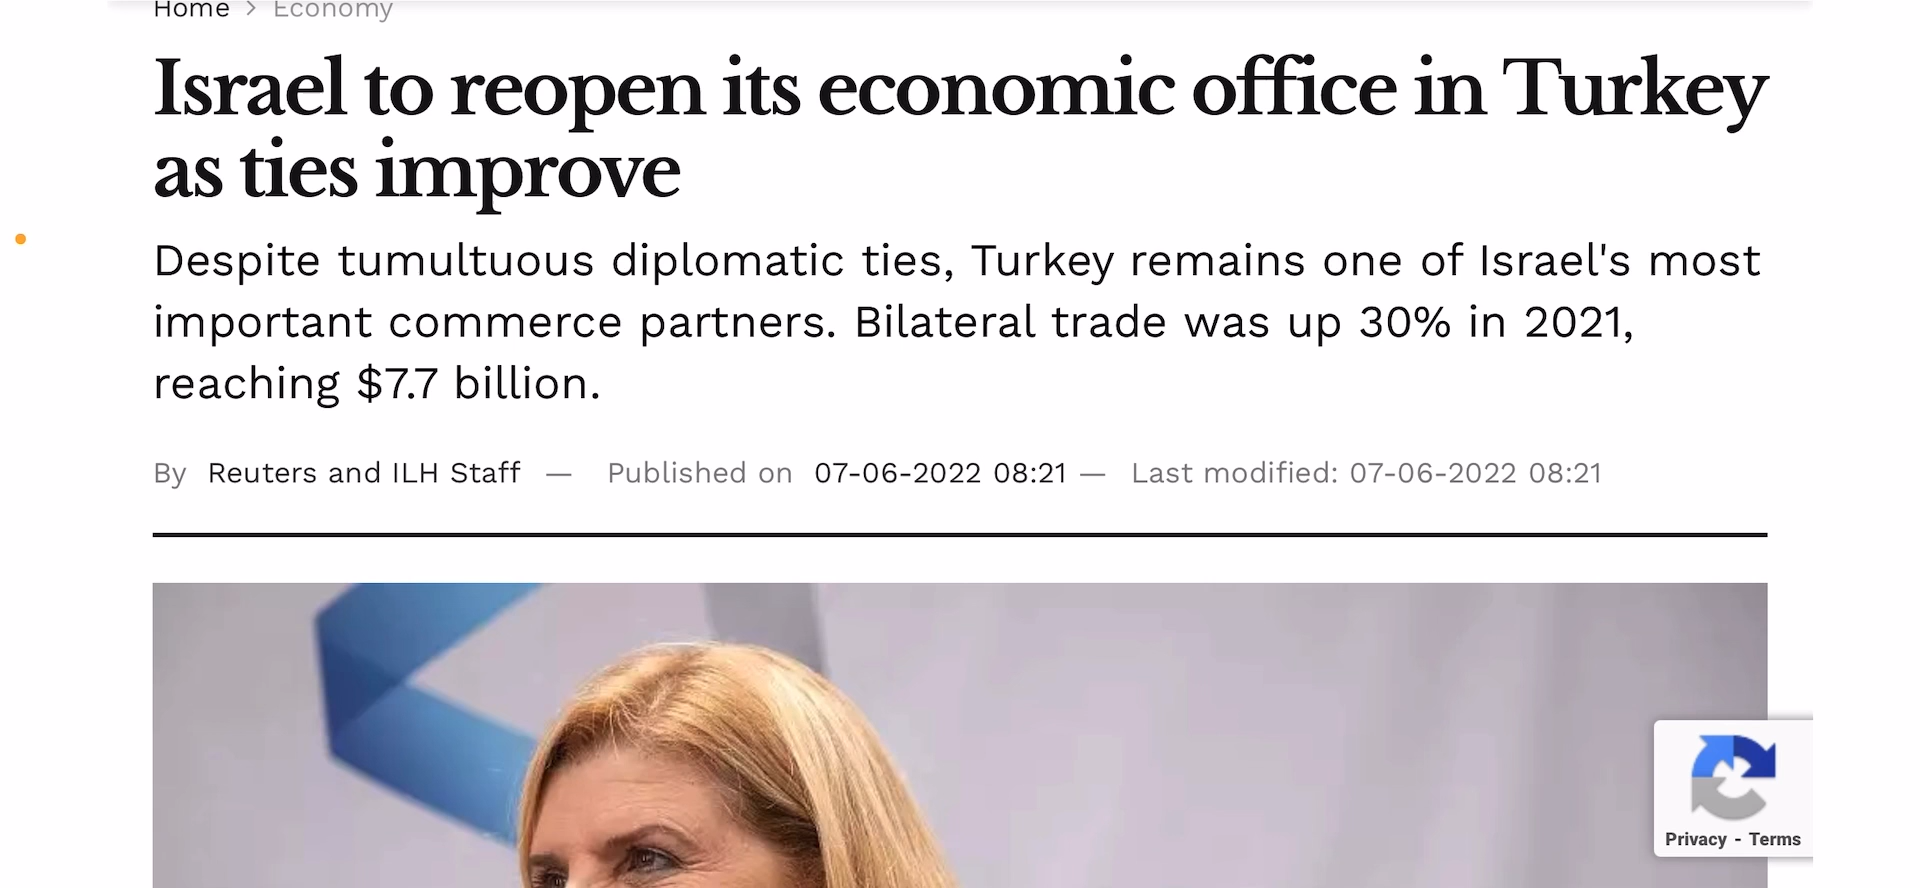 Home > Economy
Israel to reopen its economic office in Turkey
as ties improve
Despite tumultuous diplomatic ties, Turkey remains one of Israel's most
important commerce partners. Bilateral trade was up 30% in 2021,
reaching $7.7 billion.
By Reuters and ILH Staff — Published on 07-06-2022 08:21 — Last modified: 07-06-2022 08:21
Privacy - Terms